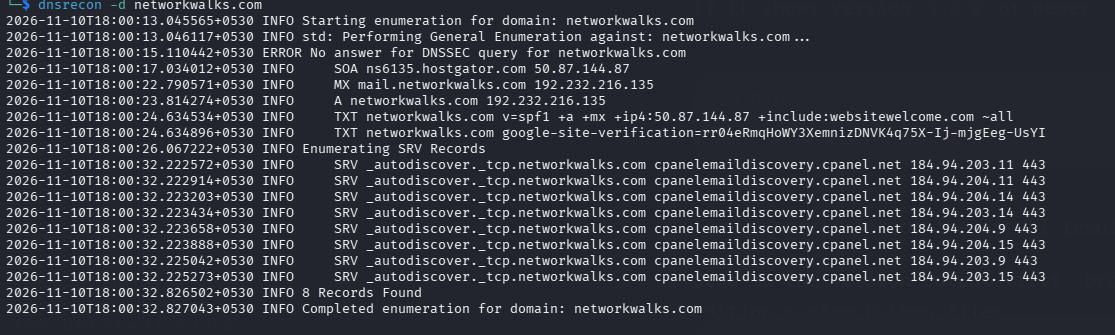 └─$ dnsrecon -d networkwalks.com
2026-11-10T18:00:13.045565+0530 INFO Starting enumeration for domain: networkwalks.com
2026-11-10T18:00:13.046117+0530 INFO std: Performing General Enumeration against: networkwalks.com...
2026-11-10T18:00:15.110442+0530 ERROR No answer for DNSSEC query for networkwalks.com
2026-11-10T18:00:17.034012+0530 INFO SOA ns6135.hostgator.com 50.87.144.87
2026-11-10T18:00:22.790571+0530 INFO MX mail.networkwalks.com 192.232.216.135
2026-11-10T18:00:23.814274+0530 INFO A networkwalks.com 192.232.216.135
2026-11-10T18:00:24.634534+0530 INFO TXT networkwalks.com v=spf1 +a +mx +ip4:50.87.144.87 +include:websitewelcome.com ~all
2026-11-10T18:00:24.634896+0530 INFO TXT networkwalks.com google-site-verification=rr04eRmqHoWY3XemnizDNVK4q75X-Ij-mjgEeg-UsYI
2026-11-10T18:00:26.067222+0530 INFO Enumerating SRV Records
2026-11-10T18:00:32.222572+0530 INFO SRV _autodiscover._tcp.networkwalks.com cpanelemaildiscovery.cpanel.net 184.94.203.11 443
2026-11-10T18:00:32.222914+0530 INFO SRV _autodiscover._tcp.networkwalks.com cpanelemaildiscovery.cpanel.net 184.94.204.11 443
2026-11-10T18:00:32.223203+0530 INFO SRV _autodiscover._tcp.networkwalks.com cpanelemaildiscovery.cpanel.net 184.94.204.14 443
2026-11-10T18:00:32.223434+0530 INFO SRV _autodiscover._tcp.networkwalks.com cpanelemaildiscovery.cpanel.net 184.94.203.14 443
2026-11-10T18:00:32.223658+0530 INFO SRV _autodiscover._tcp.networkwalks.com cpanelemaildiscovery.cpanel.net 184.94.204.9 443
2026-11-10T18:00:32.223888+0530 INFO SRV _autodiscover._tcp.networkwalks.com cpanelemaildiscovery.cpanel.net 184.94.204.15 443
2026-11-10T18:00:32.225042+0530 INFO SRV _autodiscover._tcp.networkwalks.com cpanelemaildiscovery.cpanel.net 184.94.203.9 443
2026-11-10T18:00:32.225273+0530 INFO SRV _autodiscover._tcp.networkwalks.com cpanelemaildiscovery.cpanel.net 184.94.203.15 443
2026-11-10T18:00:32.826502+0530 INFO 8 Records Found
2026-11-10T18:00:32.827043+0530 INFO Completed enumeration for domain: networkwalks.com